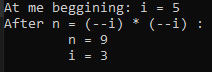 At me beggining: i = 5
After n = (--i) * (--i) :
n = 9
i = 3